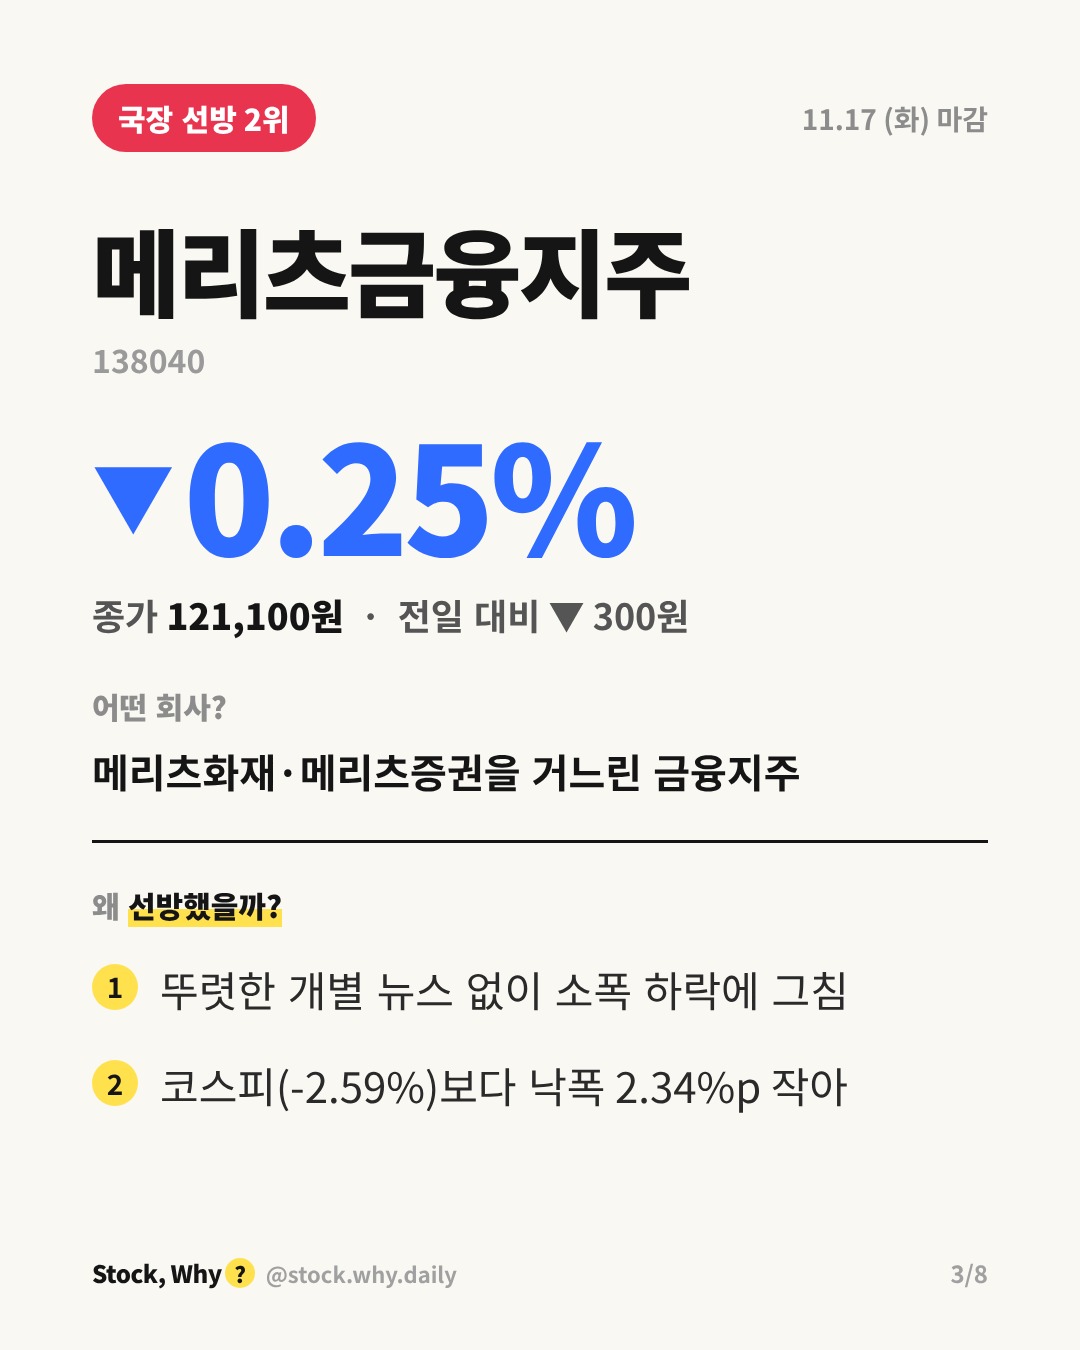 국장 선방 2위
11.17 (화) 마감
메리츠금융지주
138040
▼0.25%
종가 121,100원 · 전일 대비 ▼ 300원
어떤 회사?
메리츠화재·메리츠증권을 거느린 금융지주
왜 선방했을까?
1 뚜렷한 개별 뉴스 없이 소폭 하락에 그침
2 코스피(-2.59%)보다 낙폭 2.34%p 작아
Stock, Why ? @stock.why.daily
3/8